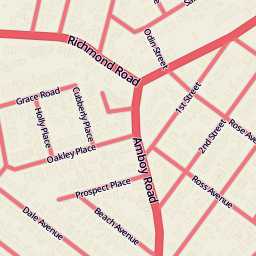 Odin Street
Richmond Road
Grace Road
Cubberly Place
Holly Place
1st Street
2nd Street
Rose Ave
Amboy Road
Oakley Place
Prospect Place
Ross Avenue
Dale Avenue
Beach Avenue